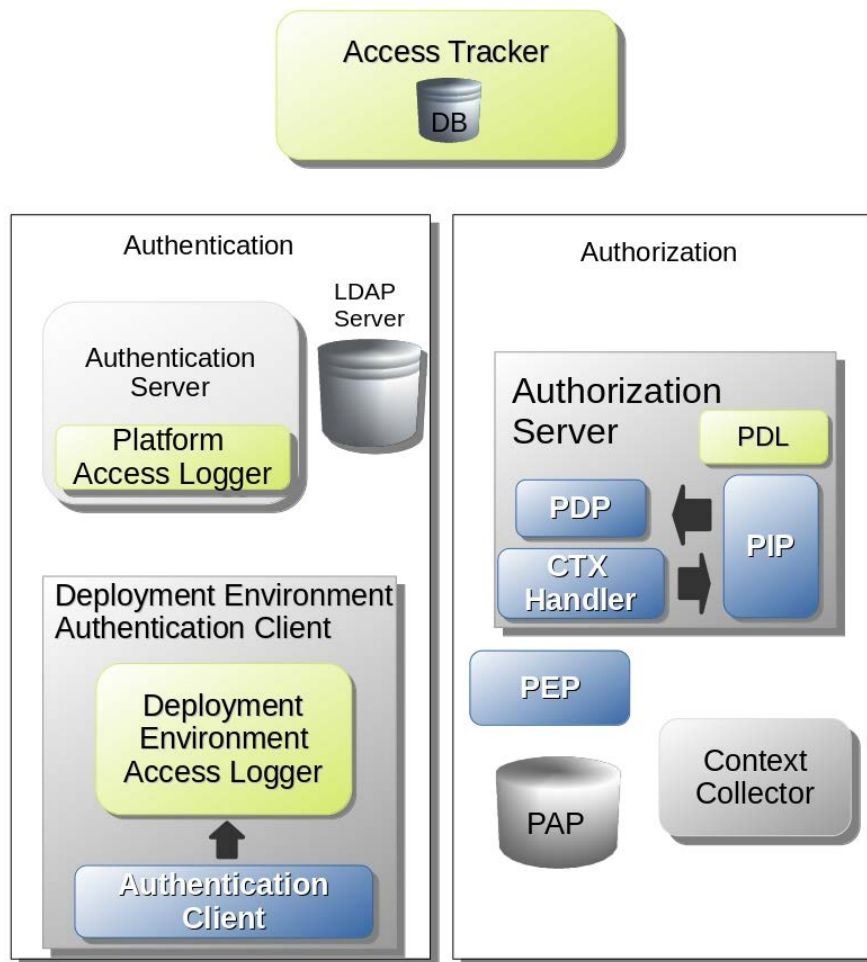 Access Tracker
DB
Authentication
LDAP
Server
Authentication
Server
Platform
Access Logger
Deployment Environment
Authentication Client
Deployment
Environment
Access Logger
Authentication
Client
Authorization
Authorization
Server
PDL
PDP
PIP
CTX
Handler
PEP
Context
Collector
PAP